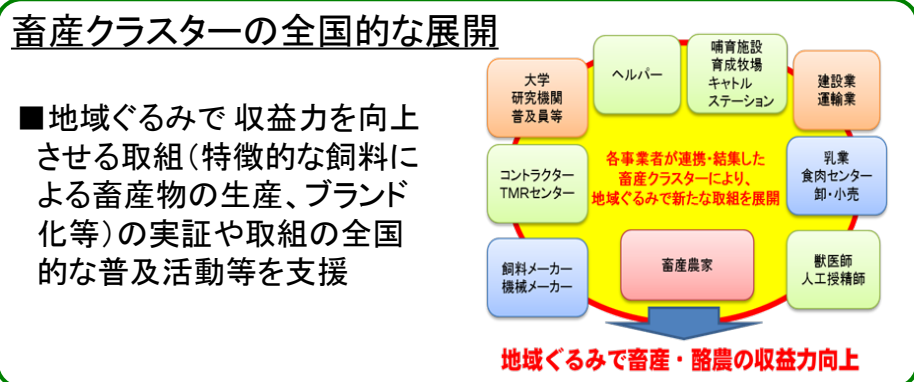 畜産クラスターの全国的な展開
■地域ぐるみで 収益力を向上
させる取組（特徴的な飼料に
よる畜産物の生産、ブランド
化等）の実証や取組の全国
的な普及活動等を支援
大学
研究機関
普及員等
ヘルパー
哺育施設
育成牧場
キャトル
ステーション
建設業
運輸業
コントラクター
TMRセンター
各事業者が連携・結集した
畜産クラスターにより、
地域ぐるみで新たな取組を展開
乳業
食肉センター
卸・小売
飼料メーカー
機械メーカー
畜産農家
獣医師
人工授精師
地域ぐるみで畜産・酪農の収益力向上